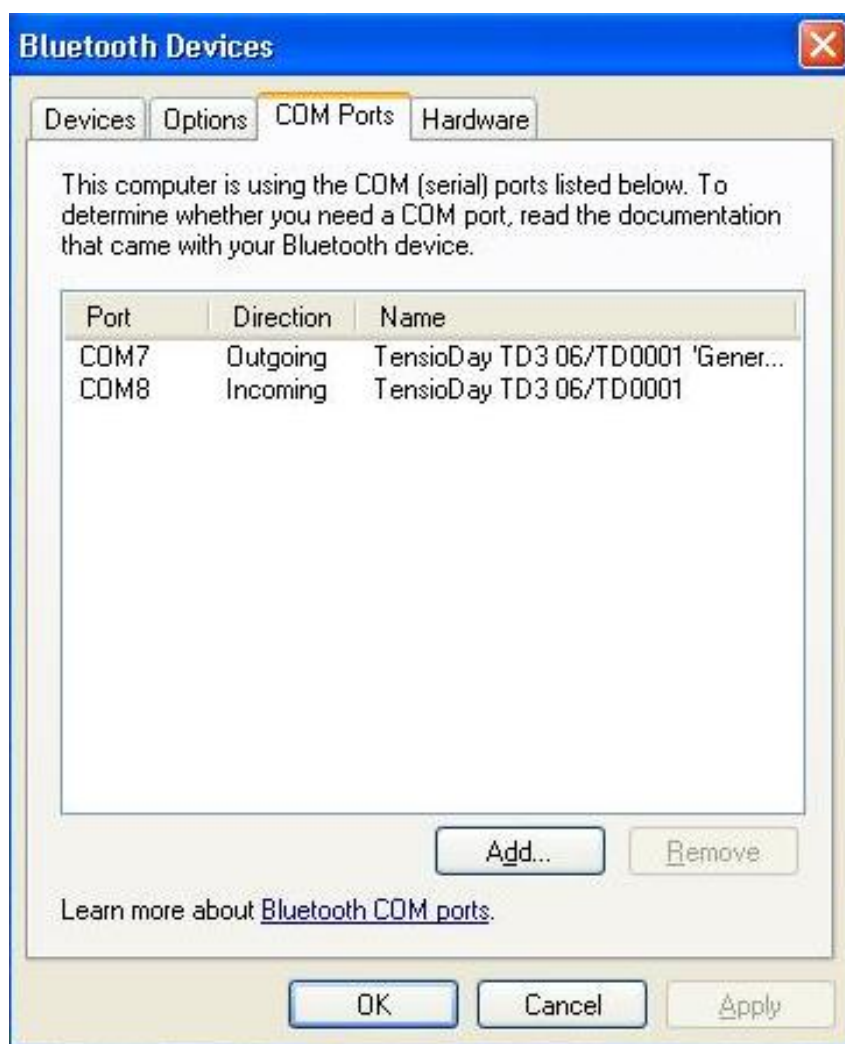 Bluetooth Devices
Devices Options COM Ports Hardware
This computer is using the COM (serial) ports listed below. To
determine whether you need a COM port, read the documentation
that came with your Bluetooth device.
Port Direction Name
COM7 Outgoing TensioDay TD3 06/TD0001 'Gener...
COM8 Incoming TensioDay TD3 06/TD0001
Add... Remove
Learn more about Bluetooth COM ports.
OK Cancel Apply